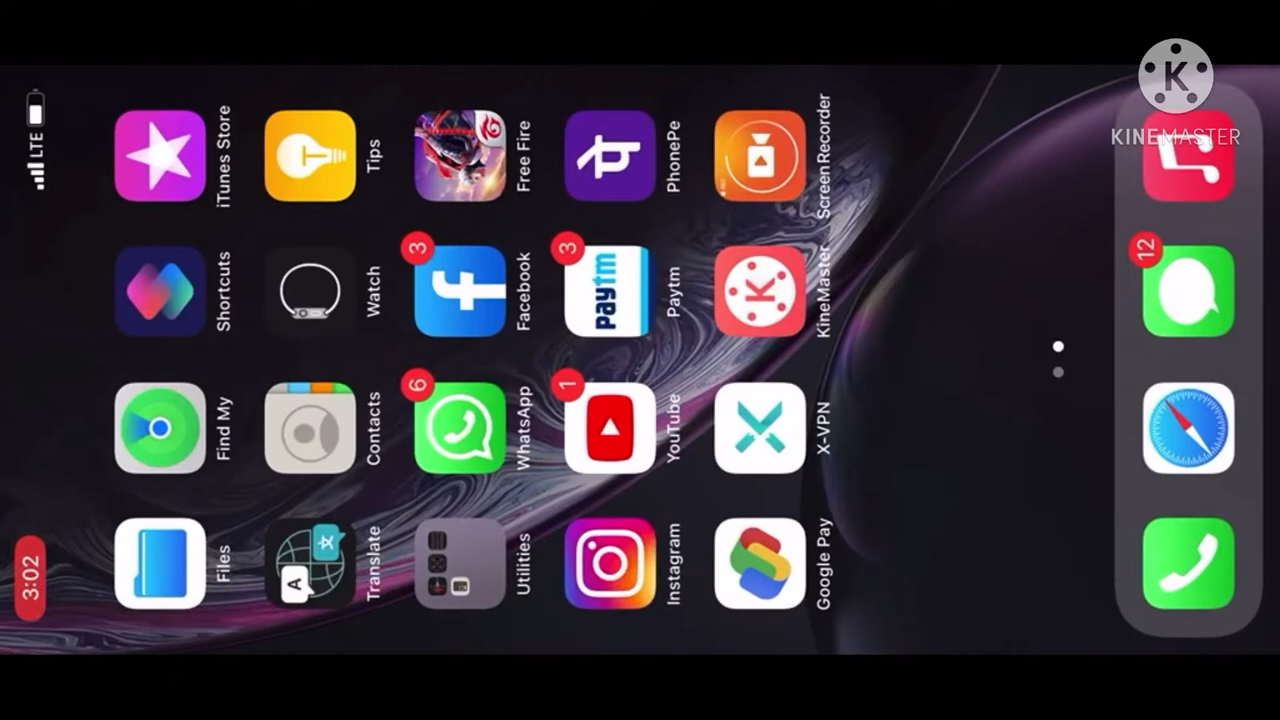 3:02
LTE
Files
Find My
Shortcuts
iTunes Store
Translate
Contacts
Watch
Tips
Utilities
WhatsApp
Facebook
Free Fire
Instagram
YouTube
Paytm
PhonePe
Google Pay
X-VPN
KineMaster
Screen Recorder
6
3
1
3
12
A
文
paytm
K
K
KINEMASTER